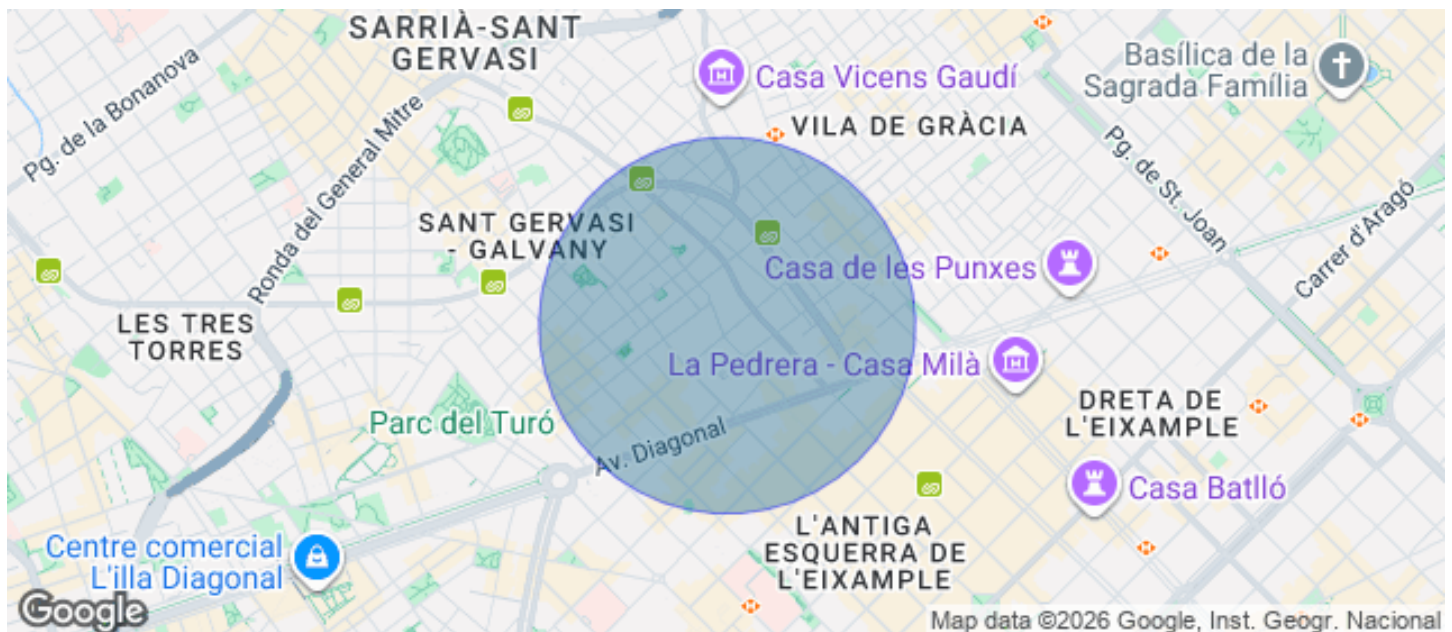 SARRIÀ-SANT
GERVASI
Pg. de la Bonanova
Casa Vicens Gaudí
Basílica de la
Sagrada Família
VILA DE GRÀCIA
Ronda del General Mitre
Pg. de St. Joan
SANT GERVASI
- GALVANY
Carrer d'Aragó
Casa de les Punxes
LES TRES
TORRES
La Pedrera - Casa Milà
DRETA DE
L'EIXAMPLE
Parc del Turó
Av. Diagonal
Casa Batlló
L'ANTIGA
ESQUERRA DE
L'EIXAMPLE
Centre comercial
L'illa Diagonal
Google
Map data ©2026 Google, Inst. Geogr. Nacional